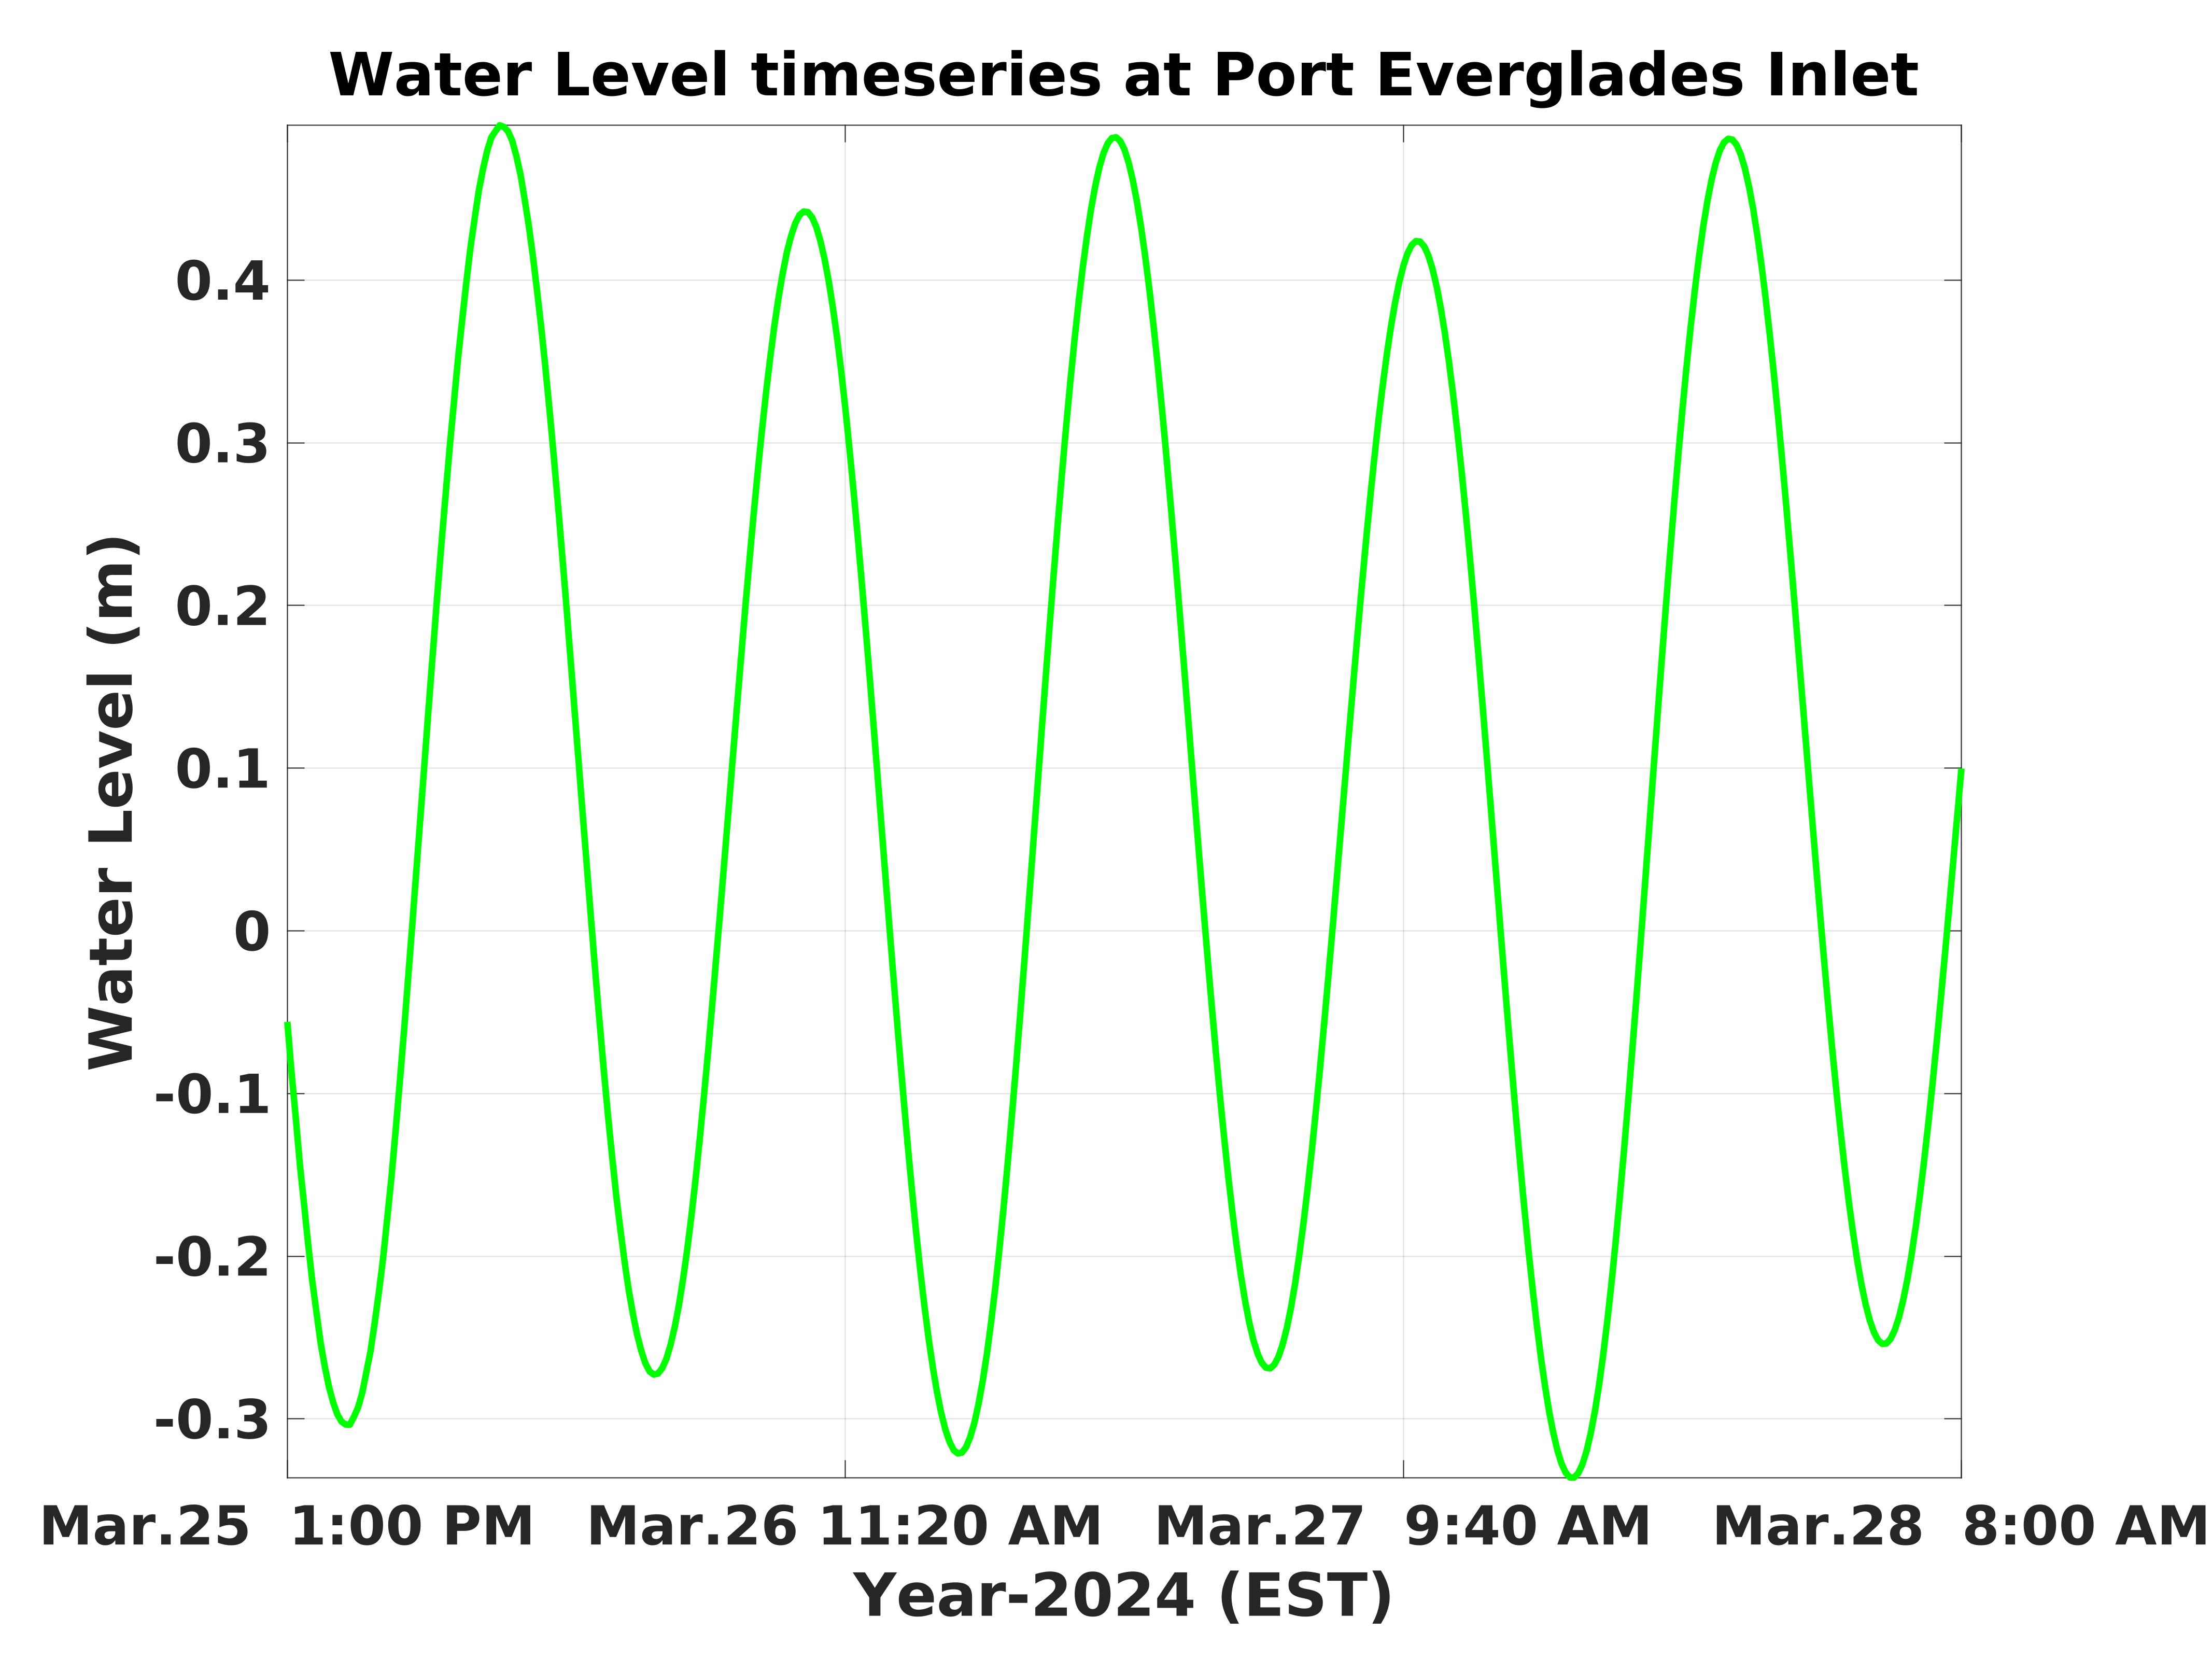 Water Level timeseries at Port Everglades Inlet
Water Level (m)
0.4
0.3
0.2
0.1
0
-0.1
-0.2
-0.3
Mar.25 1:00 PM Mar.26 11:20 AM Mar.27 9:40 AM Mar.28 8:00 AM
Year-2024 (EST)